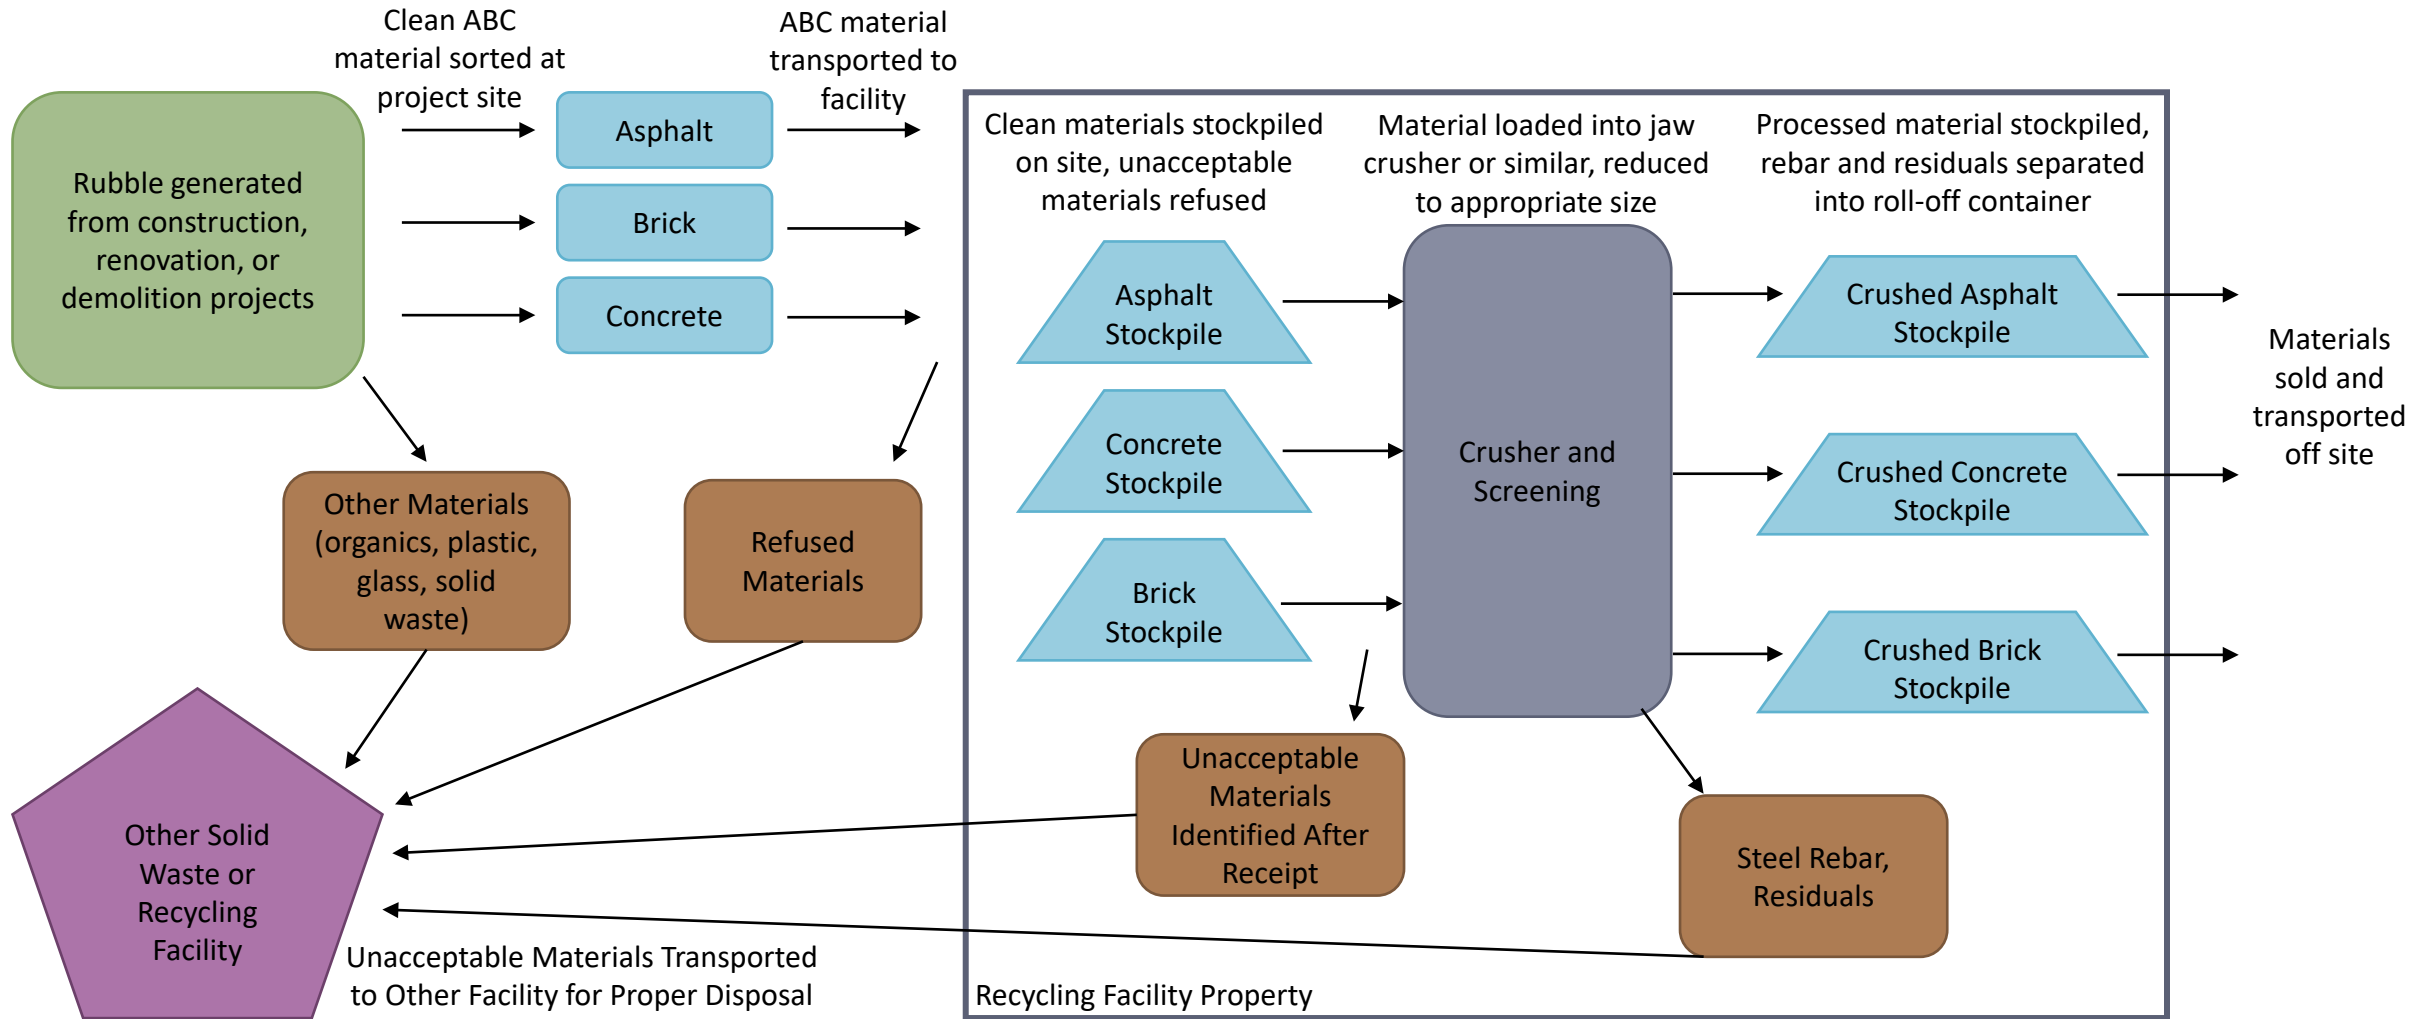 Clean ABC
material sorted at
project site
ABC material
transported to
facility
Rubble generated
from construction,
renovation, or
demolition projects
Asphalt
Brick
Concrete
Other Materials
(organics, plastic,
glass, solid
waste)
Refused
Materials
Other Solid
Waste or
Recycling
Facility
Unacceptable Materials Transported
to Other Facility for Proper Disposal
Clean materials stockpiled
on site, unacceptable
materials refused
Material loaded into jaw
crusher or similar, reduced
to appropriate size
Processed material stockpiled,
rebar and residuals separated
into roll-off container
Asphalt
Stockpile
Concrete
Stockpile
Brick
Stockpile
Crusher and
Screening
Crushed Asphalt
Stockpile
Crushed Concrete
Stockpile
Crushed Brick
Stockpile
Unacceptable
Materials
Identified After
Receipt
Steel Rebar,
Residuals
Recycling Facility Property
Materials
sold and
transported
off site